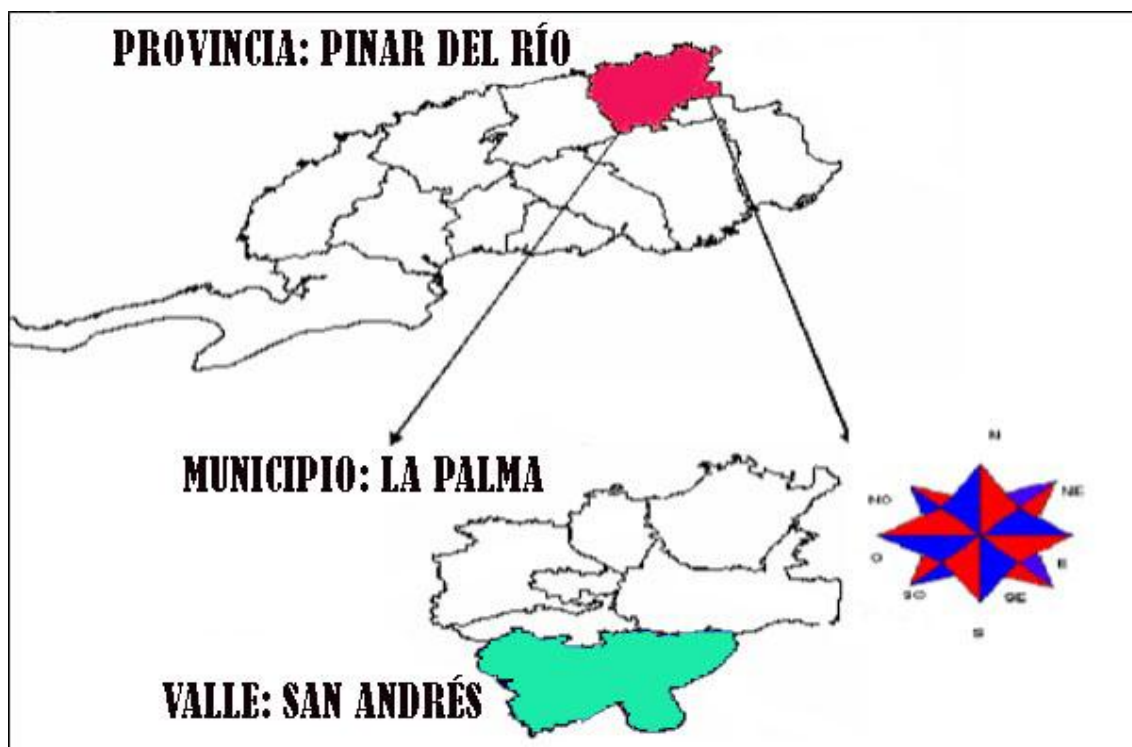 PROVINCIA: PINAR DEL RÍO
MUNICIPIO: LA PALMA
N
NO
NE
O
E
SO
SE
S
VALLE: SAN ANDRÉS